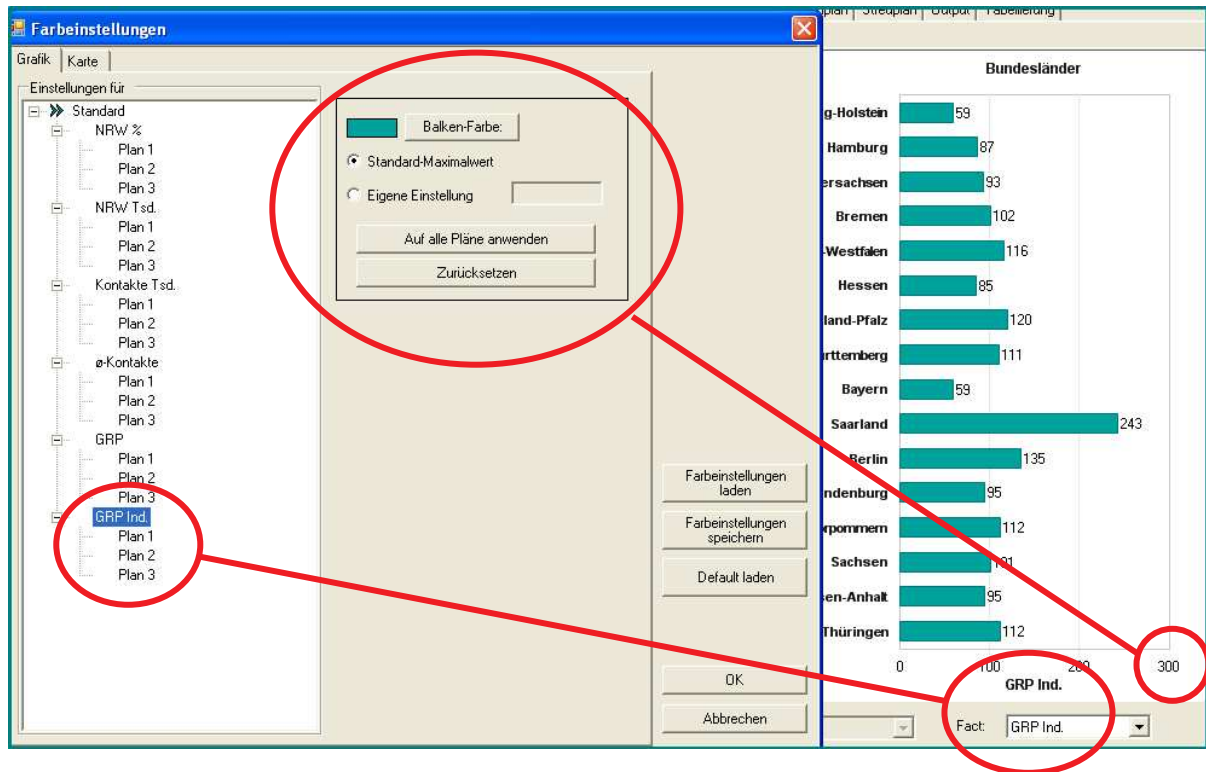 Farbeinstellungen
Grafik
Karte
Einstellungen für
Standard
NRW %
Plan 1
Plan 2
Plan 3
NRW Tsd.
Plan 1
Plan 2
Plan 3
Kontakte Tsd.
Plan 1
Plan 2
Plan 3
ø-Kontakte
Plan 1
Plan 2
Plan 3
GRP
Plan 1
Plan 2
Plan 3
GRP Ind.
Plan 1
Plan 2
Plan 3
Balken-Farbe:
Standard-Maximalwert
Eigene Einstellung
Auf alle Pläne anwenden
Zurücksetzen
Farbeinstellungen
laden
Farbeinstellungen
speichern
Default laden
OK
Abbrechen
Output
Tabellierung
Bundesländer
g-Holstein 59
Hamburg 87
ersachsen 93
Bremen 102
-Westfalen 116
Hessen 85
land-Pfalz 120
rttemberg 111
Bayern 59
Saarland 243
Berlin 135
ndenburg 95
rpommern 112
Sachsen 101
sen-Anhalt 95
Thüringen 112
0 100 200 300
GRP Ind.
Fact: GRP Ind.